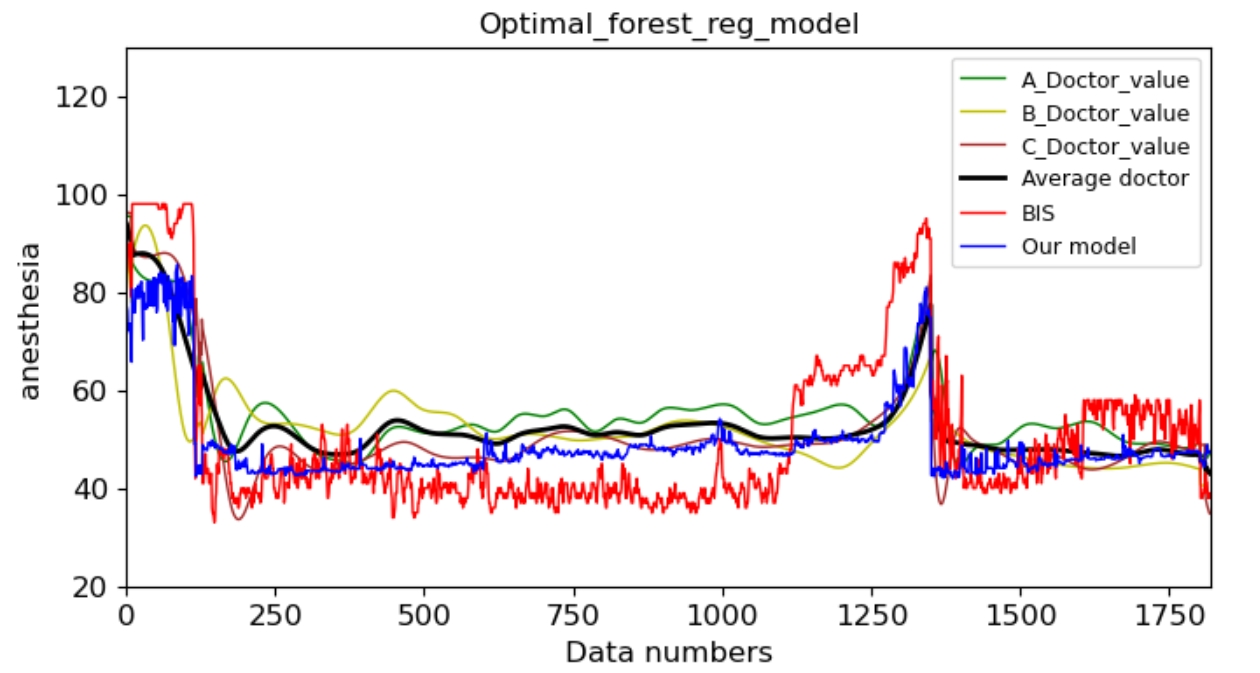 Optimal_forest_reg_model
anesthesia
120
100
80
60
40
20
0 250 500 750 1000 1250 1500 1750
Data numbers
A_Doctor_value
B_Doctor_value
C_Doctor_value
Average doctor
BIS
Our model